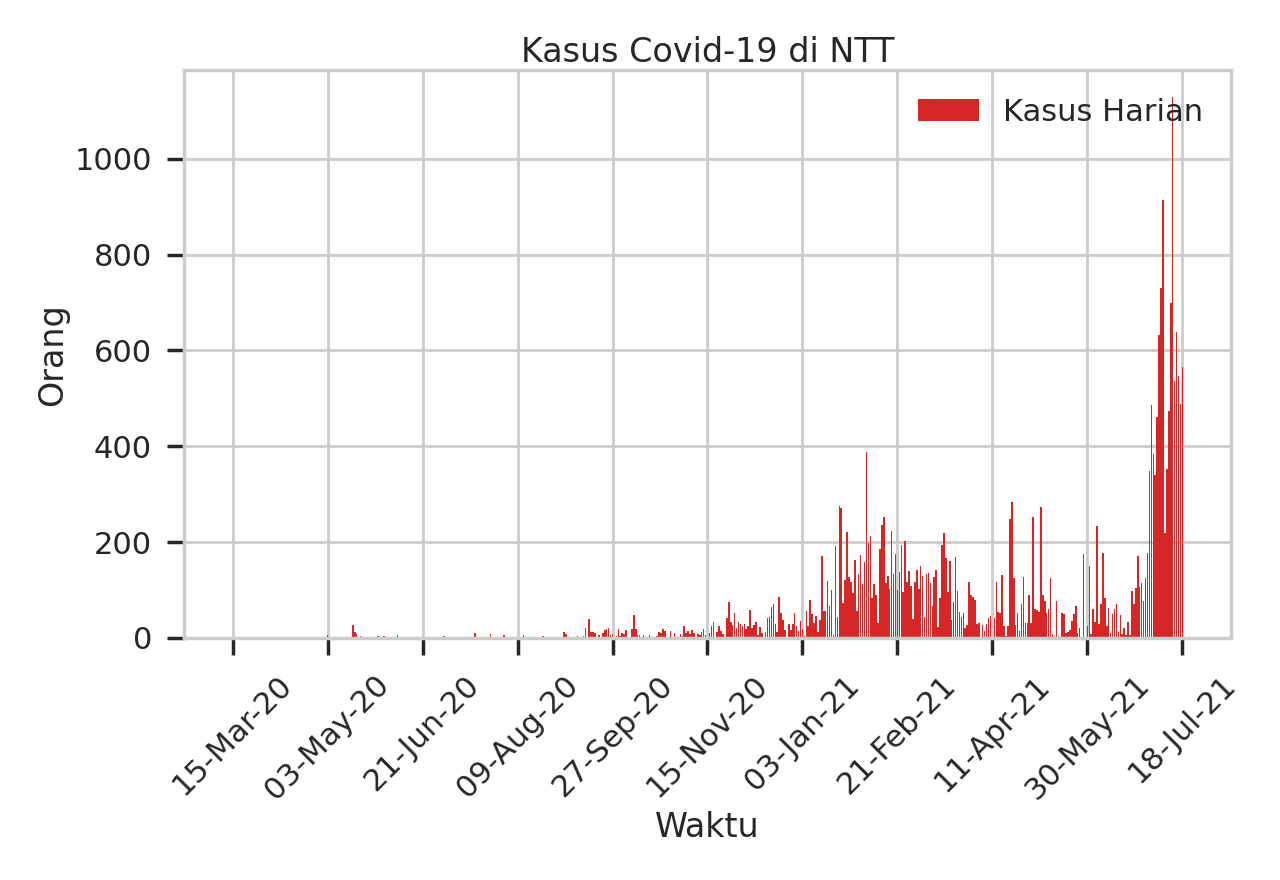 Kasus Covid-19 di NTT
Kasus Harian
Orang
1000
800
600
400
200
0
15-Mar-20
03-May-20
21-Jun-20
09-Aug-20
27-Sep-20
15-Nov-20
03-Jan-21
21-Feb-21
11-Apr-21
30-May-21
18-Jul-21
Waktu